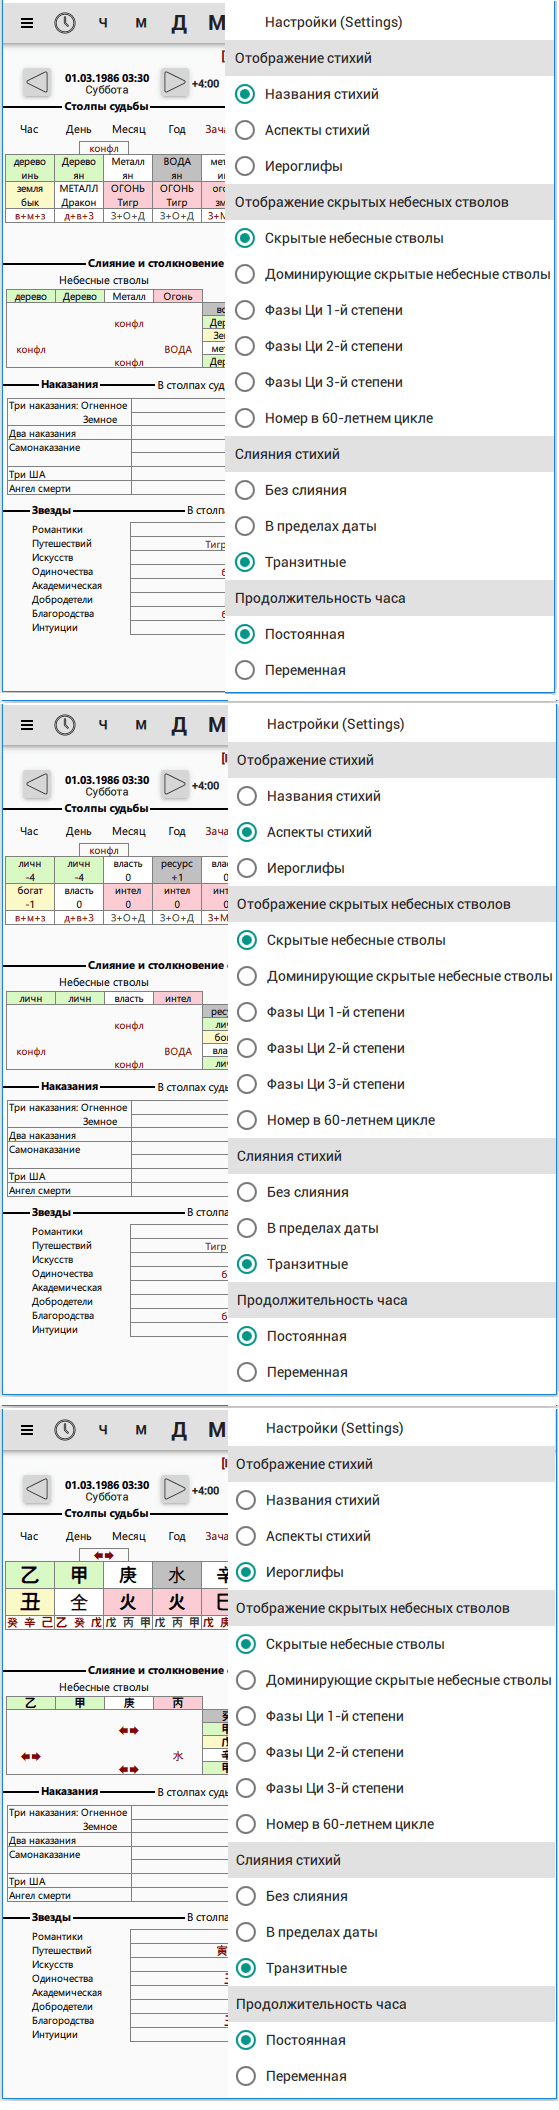 ч м Д М
01.03.1986 03:30
Суббота
+4:00
Столпы судьбы
Час День Месяц Год Зача
конфл
дерево Дерево Металл ВОДА мет
инь ян ян ян и
земля МЕТАЛЛ ОГОНЬ ОГОНЬ ого
бык Дракон Тигр Тигр зм
в+м+з д+в+З З+О+Д З+О+Д З+М
Слияние и столкновение
Небесные стволы
дерево Дерево Металл Огонь
во
конфл Дер
Зе
конфл ВОДА мет
конфл Дер
Наказания В столпах суд
Три наказания: Огненное
Земное
Два наказания
Самонаказание
Три ША
Ангел смерти
Звезды В столпа
Романтики
Путешествий Тигр
Искусств
Одиночества б
Академическая
Добродетели
Благородства б
Интуиции
Настройки (Settings)
Отображение стихий
Названия стихий
Аспекты стихий
Иероглифы
Отображение скрытых небесных стволов
Скрытые небесные стволы
Доминирующие скрытые небесные стволы
Фазы Ци 1-й степени
Фазы Ци 2-й степени
Фазы Ци 3-й степени
Номер в 60-летнем цикле
Слияния стихий
Без слияния
В пределах даты
Транзитные
Продолжительность часа
Постоянная
Переменная
ч м Д М
01.03.1986 03:30
Суббота
+4:00
Столпы судьбы
Час День Месяц Год Зача
конфл
личн личн власть ресурс вла
-4 -4 0 +1 0
богат власть интел интел инт
-1 0 0 0 0
в+м+з д+в+З З+О+Д З+О+Д З+М
Слияние и столкновение
Небесные стволы
личн личн власть интел
рес
конфл ли
бог
конфл ВОДА вла
конфл ли
Наказания В столпах суд
Три наказания: Огненное
Земное
Два наказания
Самонаказание
Три ША
Ангел смерти
Звезды В столпа
Романтики
Путешествий Тигр
Искусств
Одиночества б
Академическая
Добродетели
Благородства б
Интуиции
Настройки (Settings)
Отображение стихий
Названия стихий
Аспекты стихий
Иероглифы
Отображение скрытых небесных стволов
Скрытые небесные стволы
Доминирующие скрытые небесные стволы
Фазы Ци 1-й степени
Фазы Ци 2-й степени
Фазы Ци 3-й степени
Номер в 60-летнем цикле
Слияния стихий
Без слияния
В пределах даты
Транзитные
Продолжительность часа
Постоянная
Переменная
ч м Д М
01.03.1986 03:30
Суббота
+4:00
Столпы судьбы
Час День Месяц Год Зача
乙 甲 庚 水 辛
丑 全 火 火 巳
癸 辛 己 乙 癸 戊 戊 丙 甲 戊 丙 甲 戊 庚
Слияние и столкновение
Небесные стволы
乙 甲 庚 丙
水
Наказания В столпах суд
Три наказания: Огненное
Земное
Два наказания
Самонаказание
Три ША
Ангел смерти
Звезды В столпа
Романтики
Путешествий 寅
Искусств
Одиночества
Академическая
Добродетели
Благородства
Интуиции
Настройки (Settings)
Отображение стихий
Названия стихий
Аспекты стихий
Иероглифы
Отображение скрытых небесных стволов
Скрытые небесные стволы
Доминирующие скрытые небесные стволы
Фазы Ци 1-й степени
Фазы Ци 2-й степени
Фазы Ци 3-й степени
Номер в 60-летнем цикле
Слияния стихий
Без слияния
В пределах даты
Транзитные
Продолжительность часа
Постоянная
Переменная